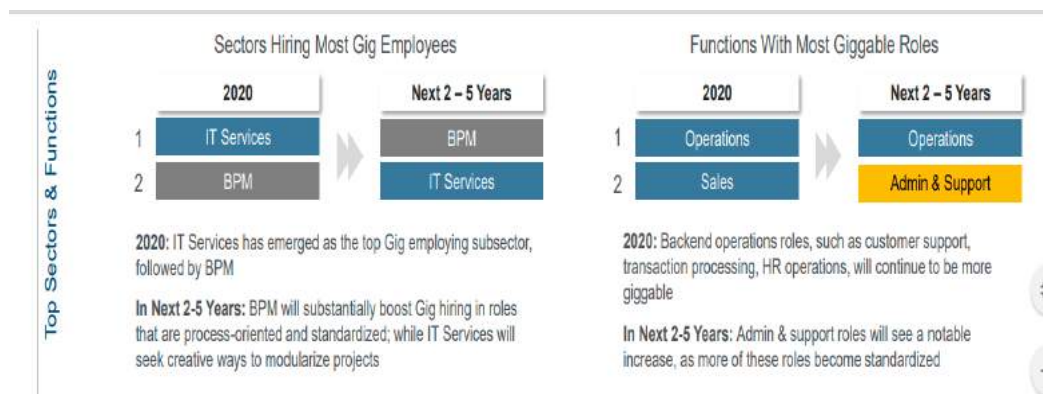 Top Sectors & Functions
Sectors Hiring Most Gig Employees
2020
Next 2 – 5 Years
1
IT Services
BPM
2
BPM
IT Services
2020: IT Services has emerged as the top Gig employing subsector,
followed by BPM
In Next 2-5 Years: BPM will substantially boost Gig hiring in roles
that are process-oriented and standardized; while IT Services will
seek creative ways to modularize projects
Functions With Most Giggable Roles
2020
Next 2 – 5 Years
1
Operations
Operations
2
Sales
Admin & Support
2020: Backend operations roles, such as customer support,
transaction processing, HR operations, will continue to be more
giggable
In Next 2-5 Years: Admin & support roles will see a notable
increase, as more of these roles become standardized